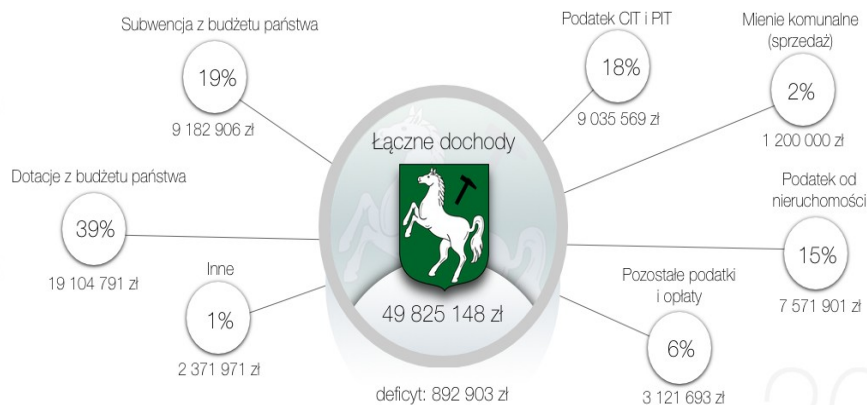 Subwencja z budżetu państwa
19%
9 182 906 zł
Podatek CIT i PIT
18%
9 035 569 zł
Mienie komunalne
(sprzedaż)
2%
1 200 000 zł
Łączne dochody
49 825 148 zł
Dotacje z budżetu państwa
39%
19 104 791 zł
Inne
1%
2 371 971 zł
Podatek od
nieruchomości
15%
7 571 901 zł
Pozostałe podatki
i opłaty
6%
3 121 693 zł
deficyt: 892 903 zł